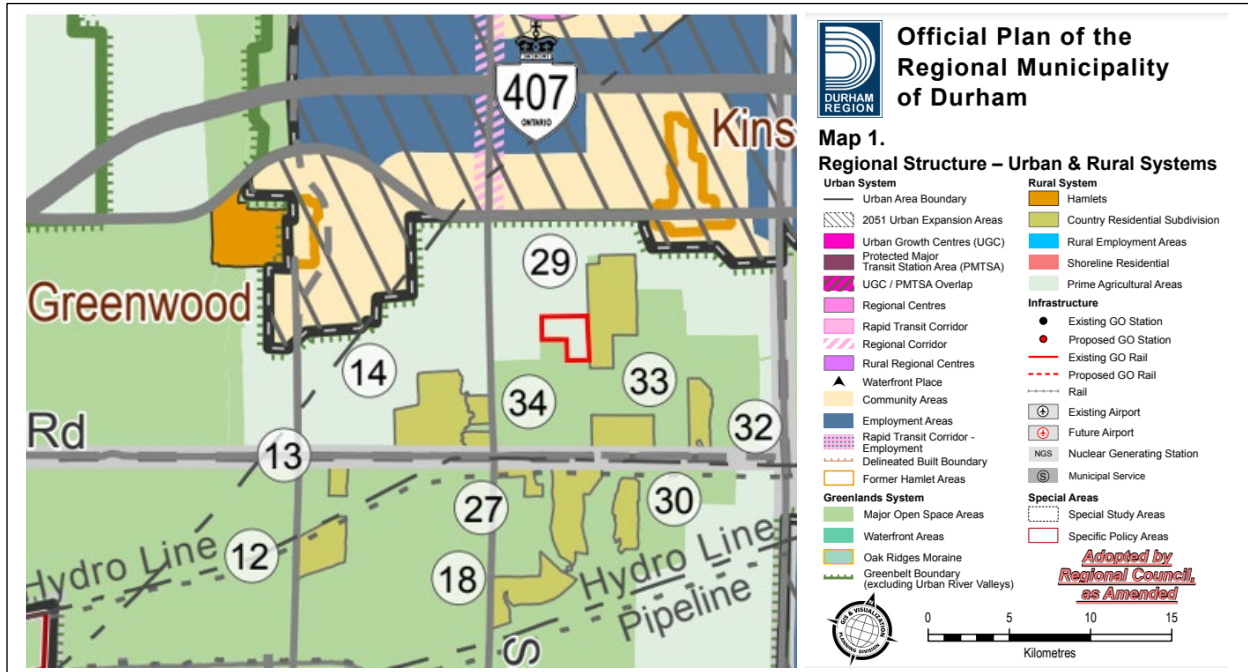 407
ONTARIO
Kins
29
Greenwood
14
33
34
32
Rd
13
27
30
12
Hydro Line
18
Hydro Line
Pipeline
S
DURHAM
REGION
Official Plan of the
Regional Municipality
of Durham
Map 1.
Regional Structure – Urban & Rural Systems
Urban System
Urban Area Boundary
2051 Urban Expansion Areas
Urban Growth Centres (UGC)
Protected Major
Transit Station Area (PMTSA)
UGC / PMTSA Overlap
Regional Centres
Rapid Transit Corridor
Regional Corridor
Rural Regional Centres
Waterfront Place
Community Areas
Employment Areas
Rapid Transit Corridor -
Employment
Delineated Built Boundary
Former Hamlet Areas
Greenlands System
Major Open Space Areas
Waterfront Areas
Oak Ridges Moraine
Greenbelt Boundary
(excluding Urban River Valleys)
Rural System
Hamlets
Country Residential Subdivision
Rural Employment Areas
Shoreline Residential
Prime Agricultural Areas
Infrastructure
Existing GO Station
Proposed GO Station
Existing GO Rail
Proposed GO Rail
Rail
Existing Airport
Future Airport
NGS Nuclear Generating Station
S Municipal Service
Special Areas
Special Study Areas
Specific Policy Areas
Adopted by
Regional Council,
as Amended
GIS & VISUALIZATION
PLANNING DIVISION
N
0 5 10 15
Kilometres